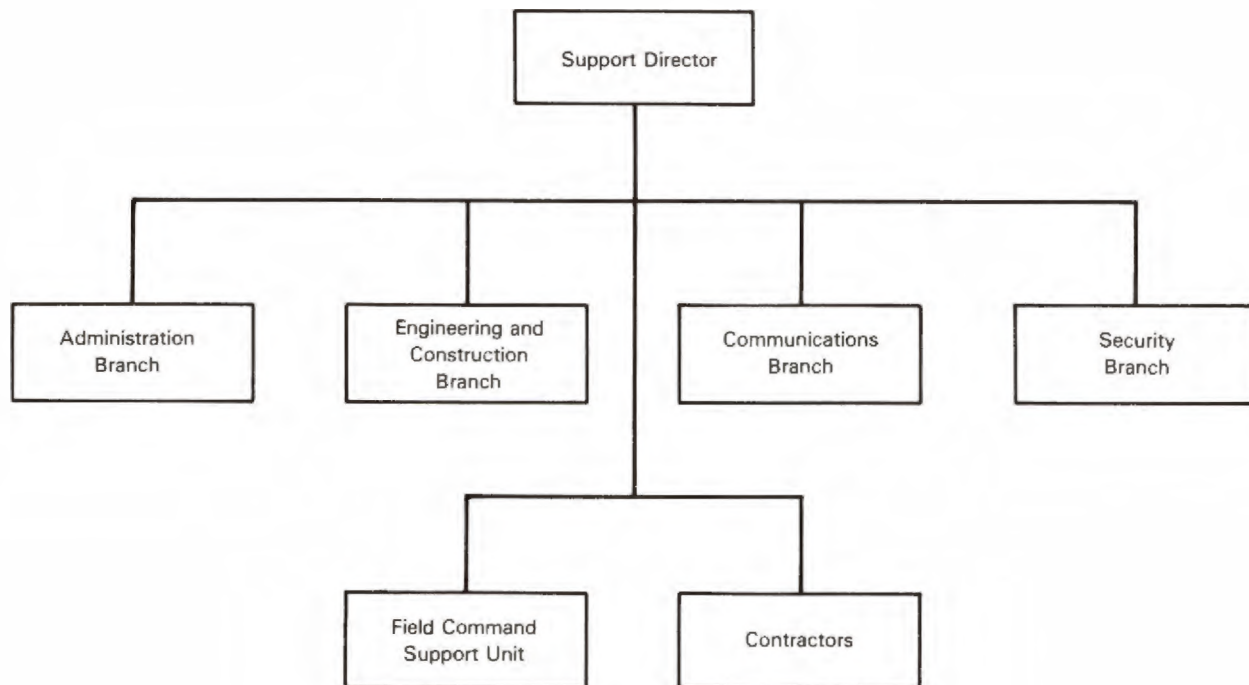 Support Director
Administration
Branch
Engineering and
Construction
Branch
Communications
Branch
Security
Branch
Field Command
Support Unit
Contractors